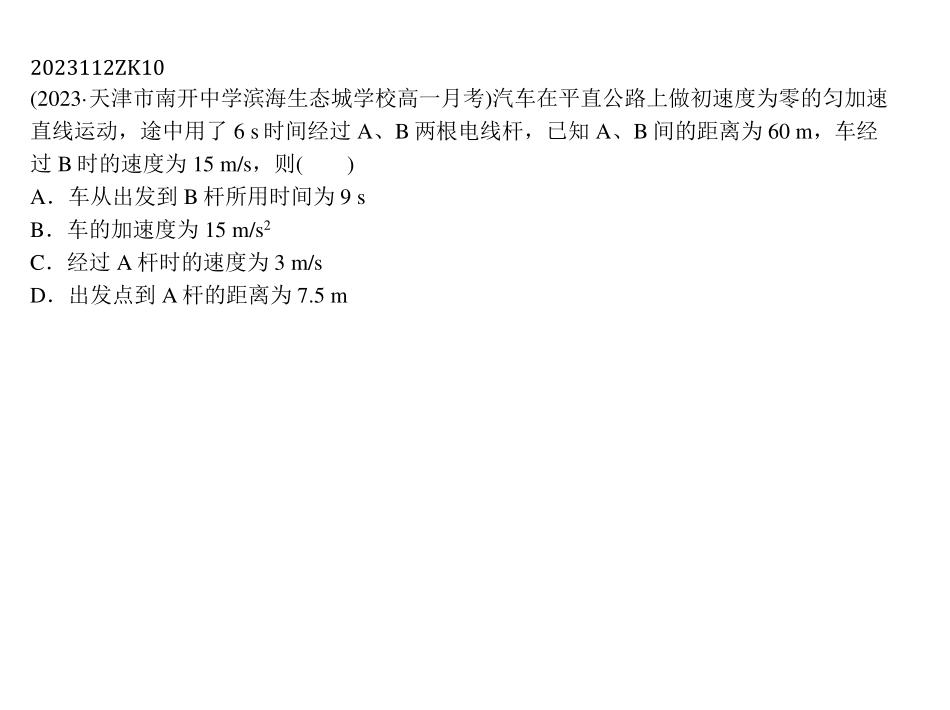 2023112ZK10
(2023·天津市南开中学滨海生态城学校高一月考)汽车在平直公路上做初速度为零的匀加速
直线运动，途中用了 6 s 时间经过 A、B 两根电线杆，已知 A、B 间的距离为 60 m，车经
过 B 时的速度为 15 m/s，则(　　)
A．车从出发到 B 杆所用时间为 9 s
B．车的加速度为 15 m/s²
C．经过 A 杆时的速度为 3 m/s
D．出发点到 A 杆的距离为 7.5 m